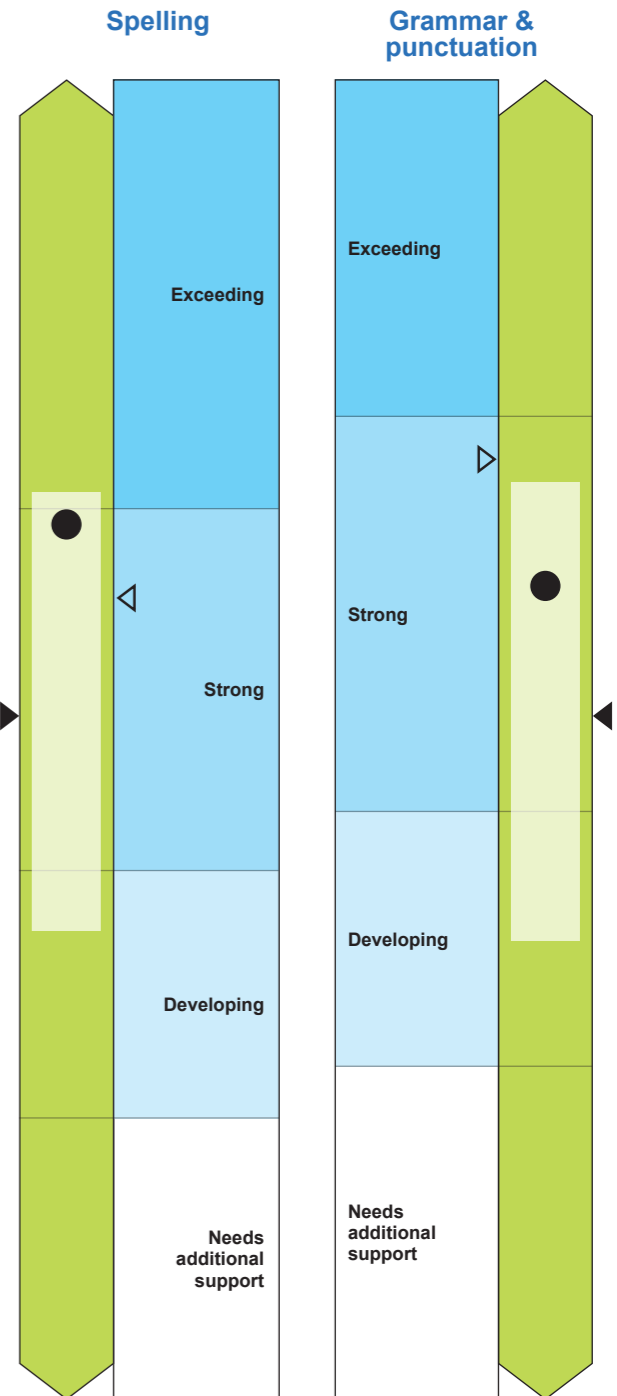 Spelling
Exceeding
Strong
Developing
Needs
additional
support
Grammar &
punctuation
Exceeding
Strong
Developing
Needs
additional
support